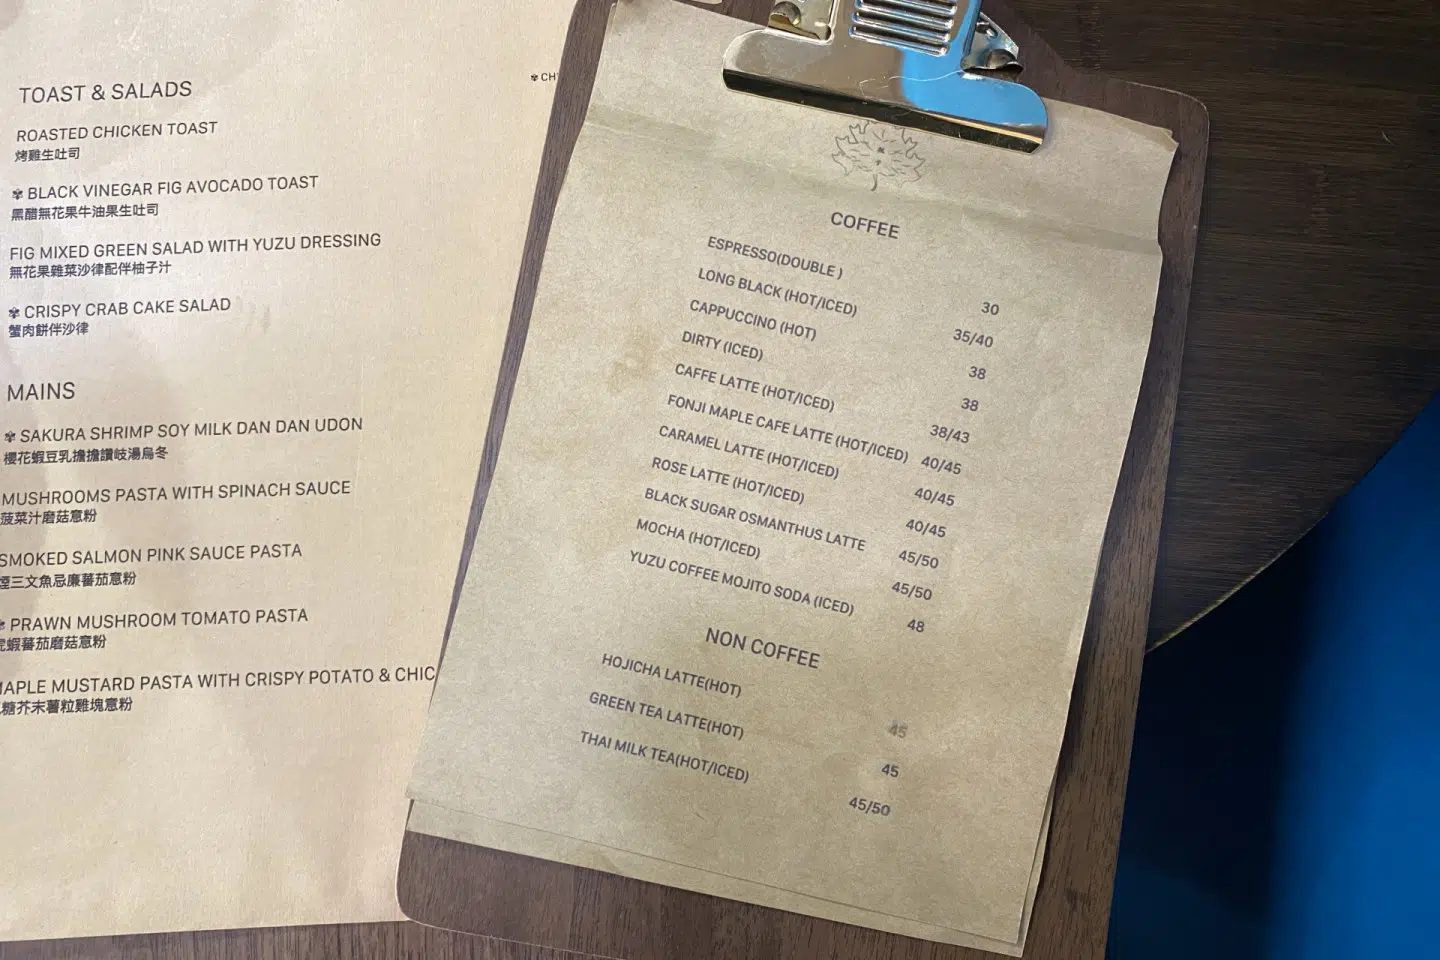 TOAST & SALADS
ROASTED CHICKEN TOAST
烤雞生吐司
BLACK VINEGAR FIG AVOCADO TOAST
黑醋無花果牛油果生吐司
FIG MIXED GREEN SALAD WITH YUZU DRESSING
無花果雜菜沙律配伴柚子汁
CRISPY CRAB CAKE SALAD
蟹肉餅伴沙律
MAINS
SAKURA SHRIMP SOY MILK DAN DAN UDON
櫻花蝦豆乳擔擔讚岐湯烏冬
MUSHROOMS PASTA WITH SPINACH SAUCE
菠菜汁磨菇意粉
SMOKED SALMON PINK SAUCE PASTA
煙三文魚忌廉蕃茄意粉
PRAWN MUSHROOM TOMATO PASTA
蝦蕃茄磨菇意粉
MAPLE MUSTARD PASTA WITH CRISPY POTATO & CHIC
糖芥末薯粒雞塊意粉
CH
COFFEE
ESPRESSO(DOUBLE ) 30
LONG BLACK (HOT/ICED) 35/40
CAPPUCCINO (HOT) 38
DIRTY (ICED) 38
CAFFE LATTE (HOT/ICED) 38/43
FONJI MAPLE CAFE LATTE (HOT/ICED) 40/45
CARAMEL LATTE (HOT/ICED) 40/45
ROSE LATTE (HOT/ICED) 40/45
BLACK SUGAR OSMANTHUS LATTE 45/50
MOCHA (HOT/ICED) 45/50
YUZU COFFEE MOJITO SODA (ICED) 48
NON COFFEE
HOJICHA LATTE(HOT) 45
GREEN TEA LATTE(HOT) 45
THAI MILK TEA(HOT/ICED) 45/50